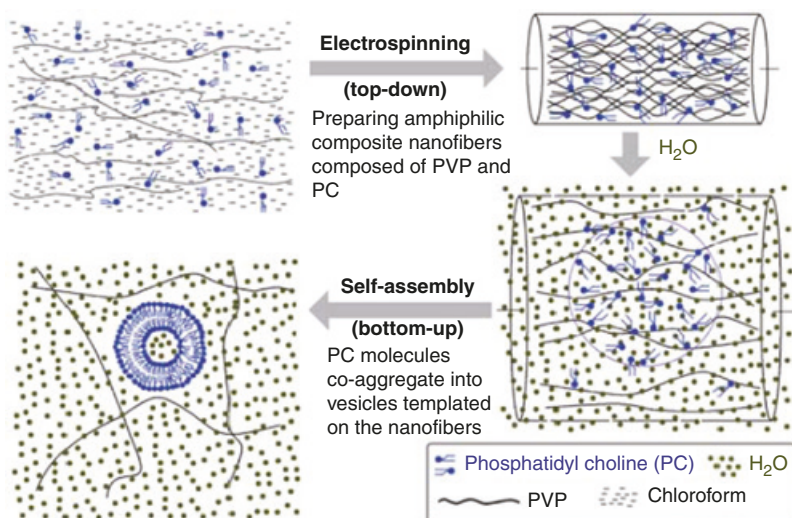 Electrospinning
(top-down)
Preparing amphiphilic
composite nanofibers
composed of PVP and
PC
H₂O
Self-assembly
(bottom-up)
PC molecules
co-aggregate into
vesicles templated
on the nanofibers
Phosphatidyl choline (PC) H₂O
PVP Chloroform